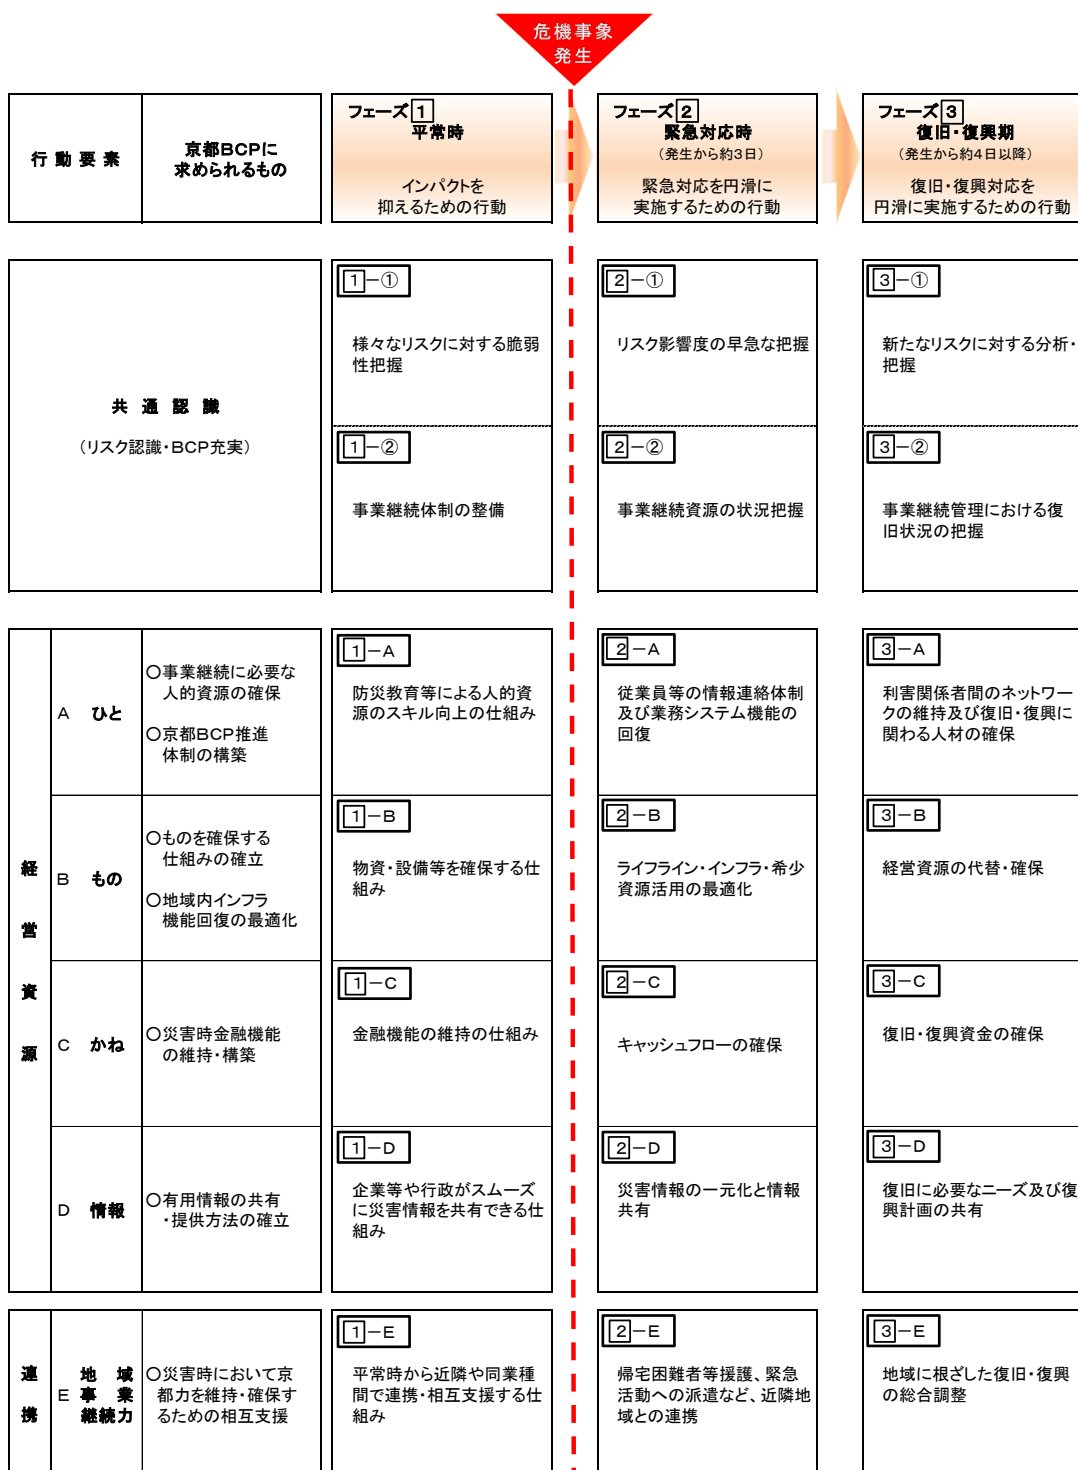 危機事象
発生
行動要素
京都BCPに
求められるもの
フェーズ1
平常時
インパクトを
抑えるための行動
フェーズ2
緊急対応時
（発生から約3日）
緊急対応を円滑に
実施するための行動
フェーズ3
復旧・復興期
（発生から約4日以降）
復旧・復興対応を
円滑に実施するための行動
共通認識
（リスク認識・BCP充実）
1－①
様々なリスクに対する脆弱
性把握
2－①
リスク影響度の早急な把握
3－①
新たなリスクに対する分析・
把握
1－②
事業継続体制の整備
2－②
事業継続資源の状況把握
3－②
事業継続管理における復
旧状況の把握
経営資源
A ひと
○事業継続に必要な
人的資源の確保
○京都BCP推進
体制の構築
1－A
防災教育等による人的資
源のスキル向上の仕組み
2－A
従業員等の情報連絡体制
及び業務システム機能の
回復
3－A
利害関係者間のネットワー
クの維持及び復旧・復興に
関わる人材の確保
B もの
○ものを確保する
仕組みの確立
○地域内インフラ
機能回復の最適化
1－B
物資・設備等を確保する仕
組み
2－B
ライフライン・インフラ・希少
資源活用の最適化
3－B
経営資源の代替・確保
C かね
○災害時金融機能
の維持・構築
1－C
金融機能の維持の仕組み
2－C
キャッシュフローの確保
3－C
復旧・復興資金の確保
D 情報
○有用情報の共有
・提供方法の確立
1－D
企業等や行政がスムーズ
に災害情報を共有できる仕
組み
2－D
災害情報の一元化と情報
共有
3－D
復旧に必要なニーズ及び復
興計画の共有
連携
E 地域
事業
継続力
○災害時において京
都力を維持・確保す
るための相互支援
1－E
平常時から近隣や同業種
間で連携・相互支援する仕
組み
2－E
帰宅困難者等援護、緊急
活動への派遣など、近隣地
域との連携
3－E
地域に根ざした復旧・復興
の総合調整